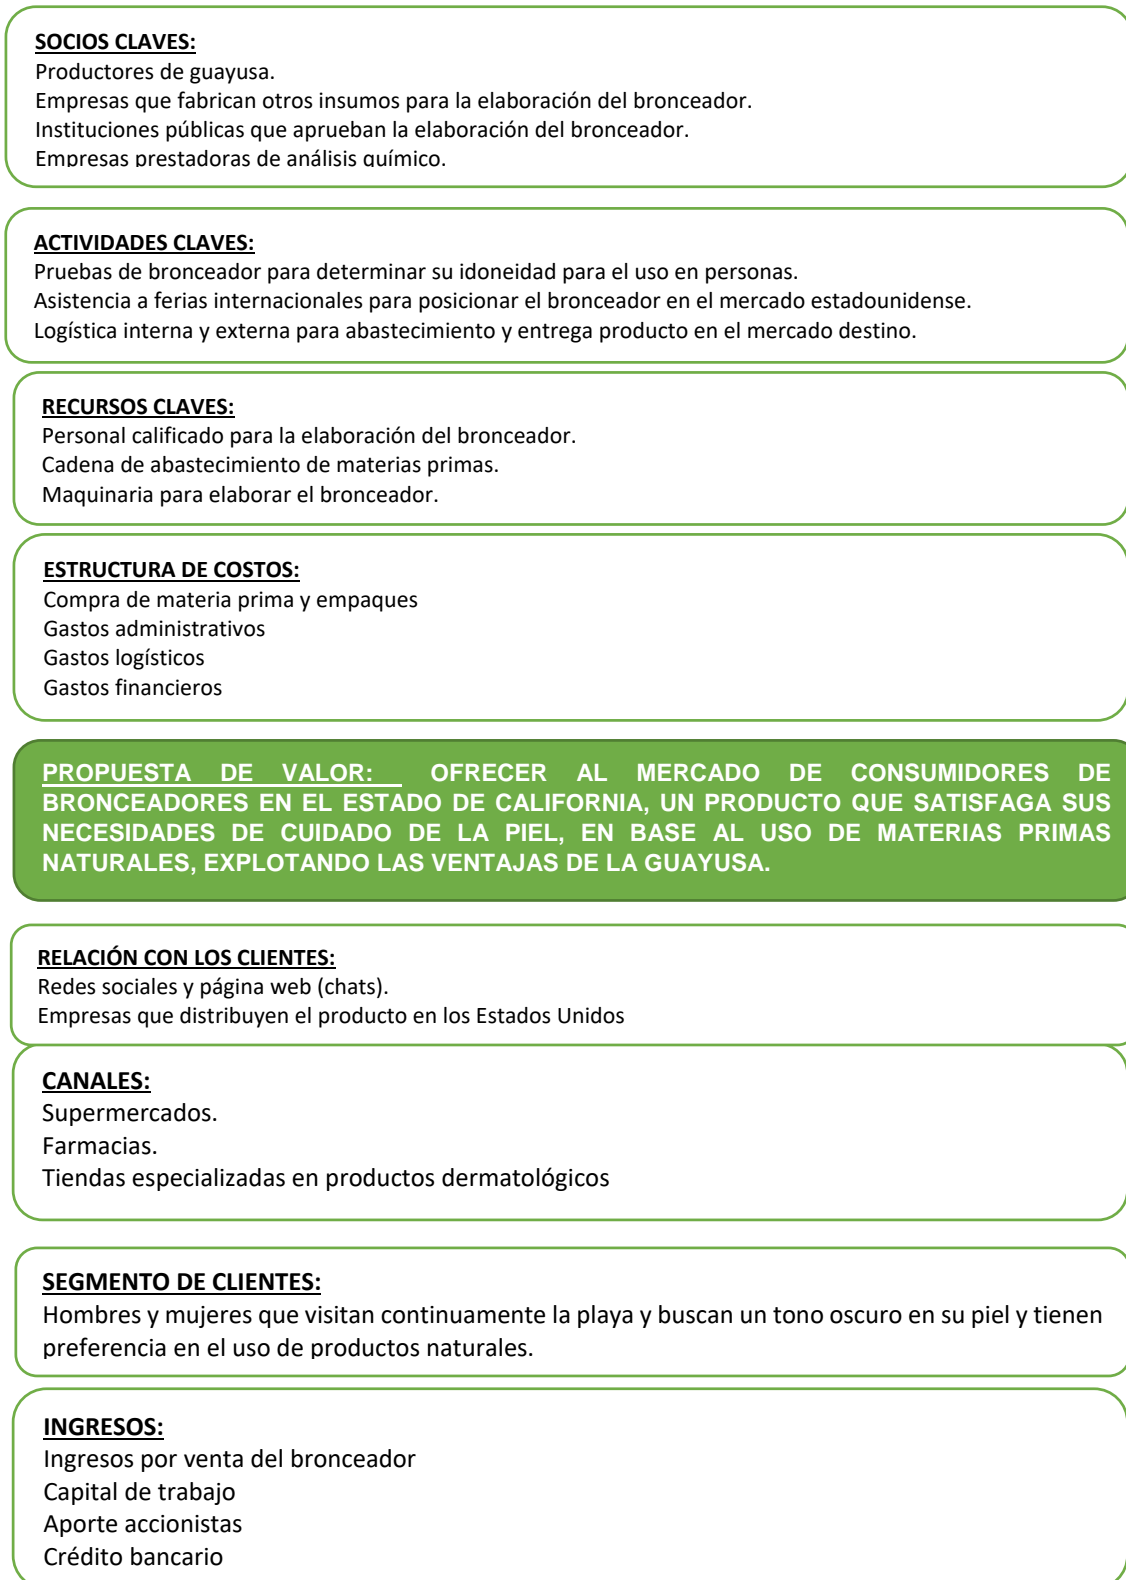 SOCIOS CLAVES:
Productores de guayusa.
Empresas que fabrican otros insumos para la elaboración del bronceador.
Instituciones públicas que aprueban la elaboración del bronceador.
Empresas prestadoras de análisis químico.
ACTIVIDADES CLAVES:
Pruebas de bronceador para determinar su idoneidad para el uso en personas.
Asistencia a ferias internacionales para posicionar el bronceador en el mercado estadounidense.
Logística interna y externa para abastecimiento y entrega producto en el mercado destino.
RECURSOS CLAVES:
Personal calificado para la elaboración del bronceador.
Cadena de abastecimiento de materias primas.
Maquinaria para elaborar el bronceador.
ESTRUCTURA DE COSTOS:
Compra de materia prima y empaques
Gastos administrativos
Gastos logísticos
Gastos financieros
PROPUESTA DE VALOR: OFRECER AL MERCADO DE CONSUMIDORES DE
BRONCEADORES EN EL ESTADO DE CALIFORNIA, UN PRODUCTO QUE SATISFAGA SUS
NECESIDADES DE CUIDADO DE LA PIEL, EN BASE AL USO DE MATERIAS PRIMAS
NATURALES, EXPLOTANDO LAS VENTAJAS DE LA GUAYUSA.
RELACIÓN CON LOS CLIENTES:
Redes sociales y página web (chats).
Empresas que distribuyen el producto en los Estados Unidos
CANALES:
Supermercados.
Farmacias.
Tiendas especializadas en productos dermatológicos
SEGMENTO DE CLIENTES:
Hombres y mujeres que visitan continuamente la playa y buscan un tono oscuro en su piel y tienen
preferencia en el uso de productos naturales.
INGRESOS:
Ingresos por venta del bronceador
Capital de trabajo
Aporte accionistas
Crédito bancario